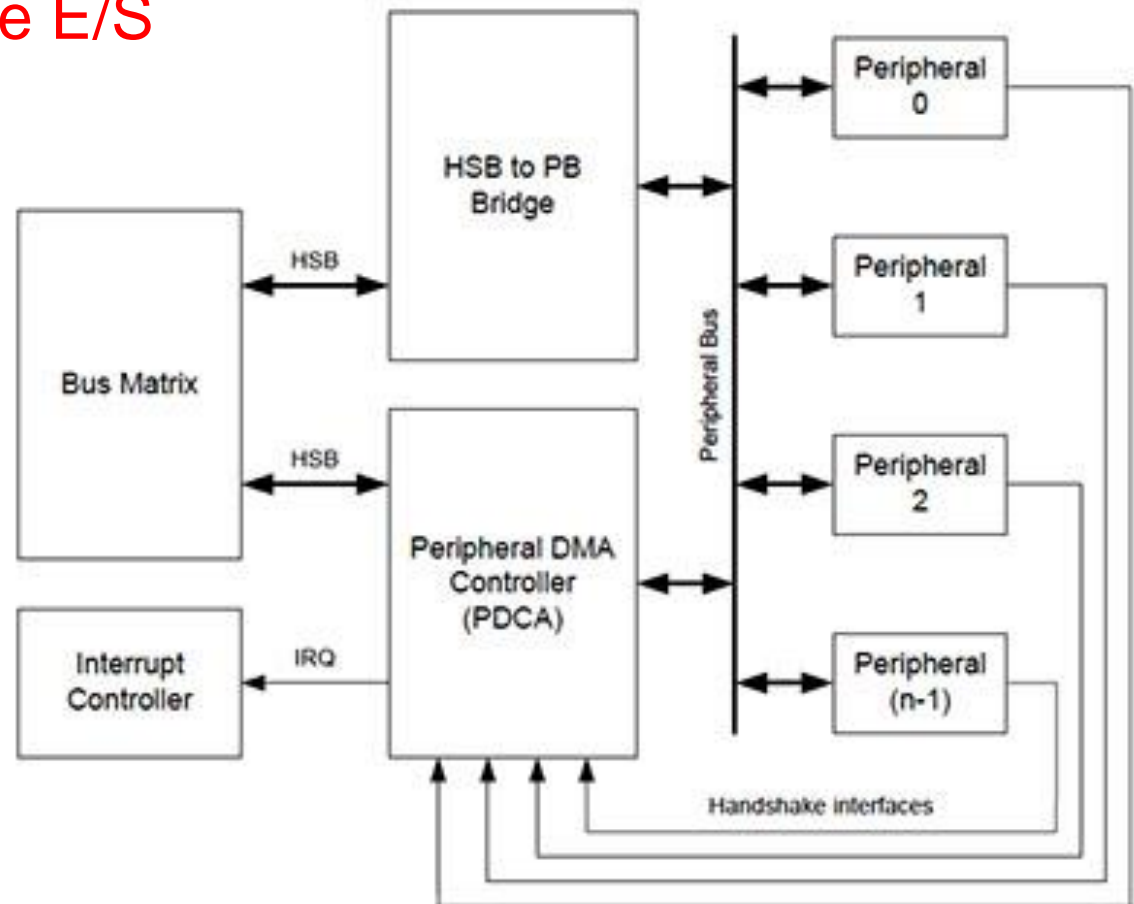 e E/S
HSB to PB
Bridge
Peripheral
0
HSB
Peripheral
1
Bus Matrix
Peripheral Bus
HSB
Peripheral
2
Peripheral DMA
Controller
(PDCA)
Interrupt
Controller
IRQ
Peripheral
(n-1)
Handshake interfaces